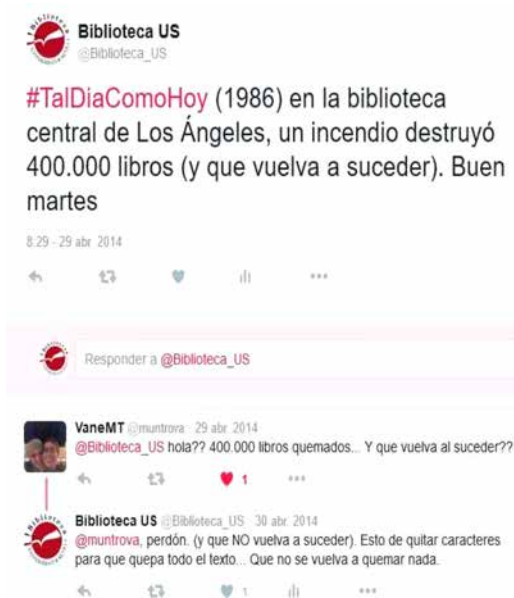 Biblioteca US
@Biblioteca_US
#TalDiaComoHoy (1986) en la biblioteca
central de Los Ángeles, un incendio destruyó
400.000 libros (y que vuelva a suceder). Buen
martes
8:29 - 29 abr. 2014
Responder a @Biblioteca_US
VaneMT @muntrova · 29 abr. 2014
@Biblioteca_US hola?? 400.000 libros quemados... Y que vuelva al suceder??
1
Biblioteca US @Biblioteca_US · 30 abr. 2014
@muntrova, perdón. (y que NO vuelva a suceder). Esto de quitar caracteres
para que quepa todo el texto... Que no se vuelva a quemar nada.
1